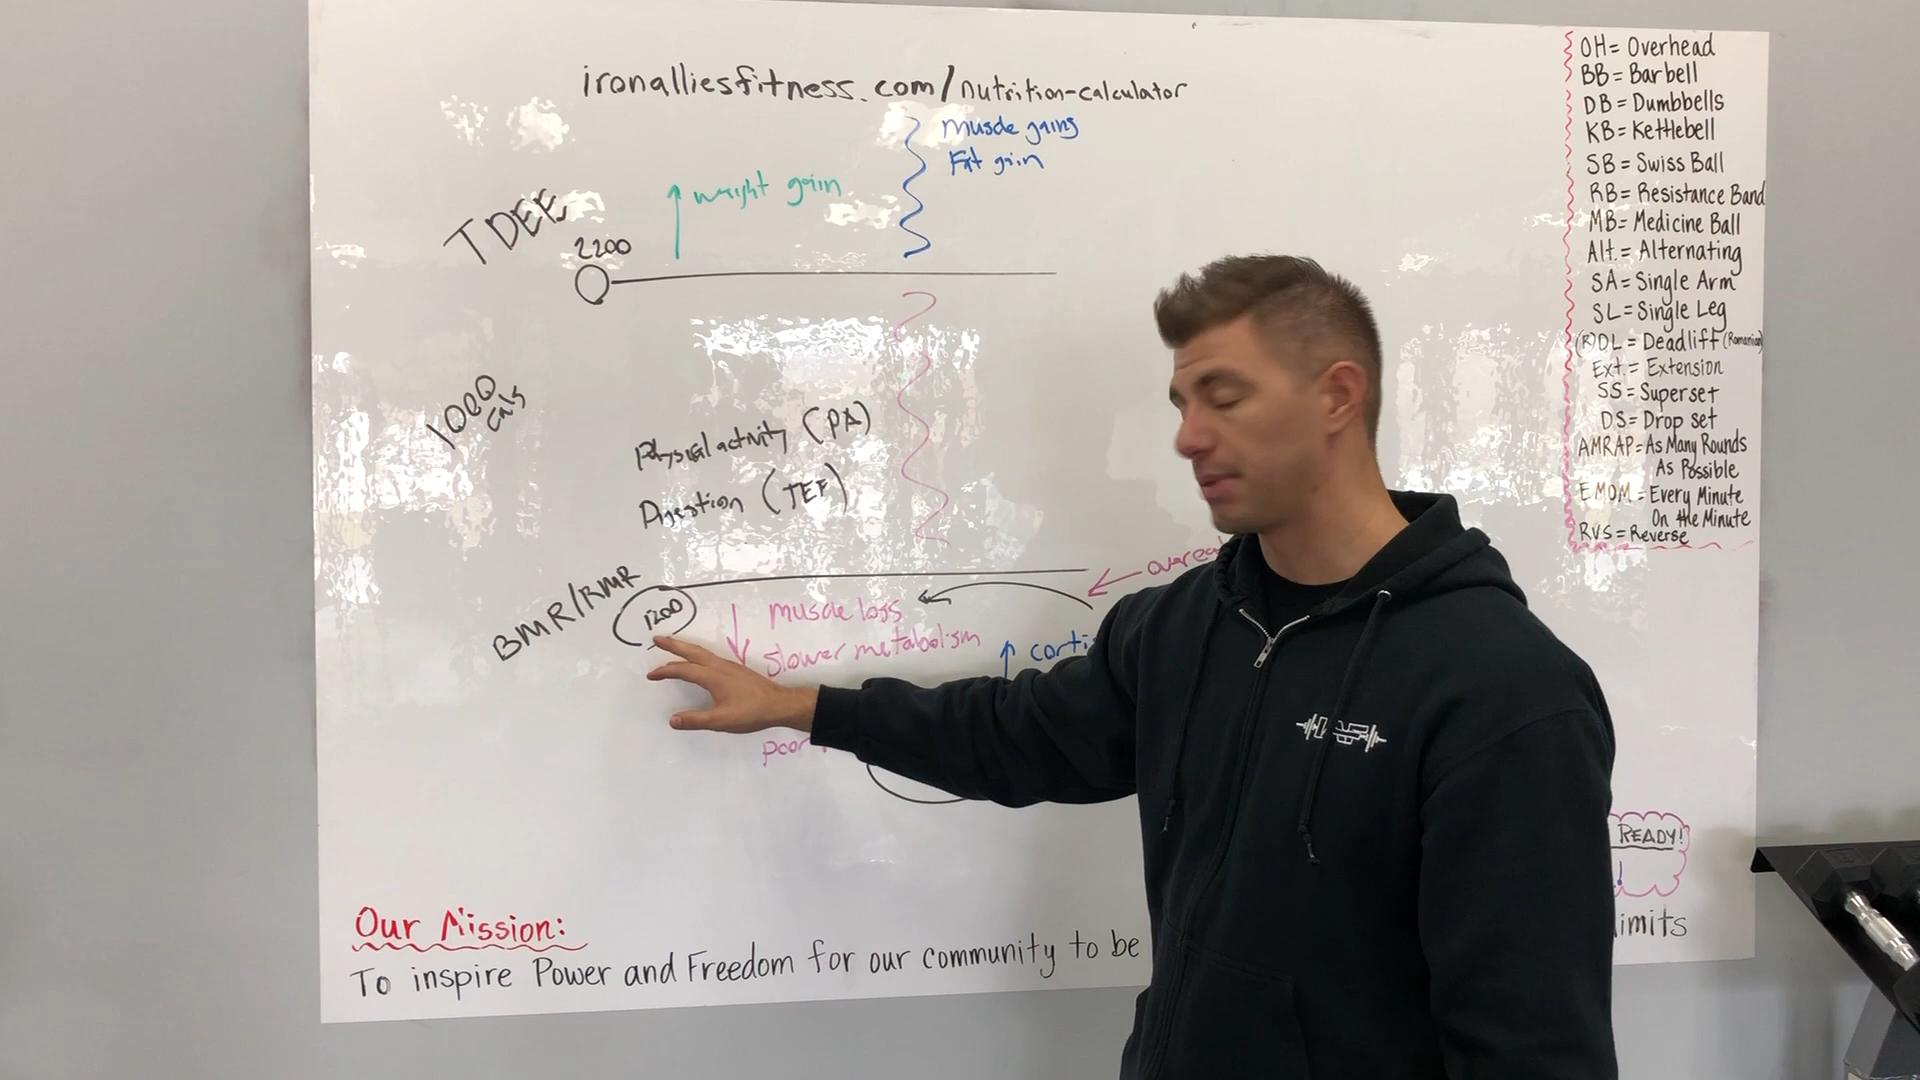 ironalliesfitness.com/nutrition-calculator
muscle gains
Fat gain
weight gain
TDEE
2200
1000
cals
Physical activity (PA)
Digestion (TEF)
BMR/RMR
1200
muscle loss
slower metabolism
poor
Our Mission:
To inspire Power and Freedom for our community to be
OH= Overhead
BB= Barbell
DB= Dumbbells
KB= Kettlebell
SB= Swiss Ball
RB= Resistance Band
MB= Medicine Ball
Alt.= Alternating
SA= Single Arm
SL= Single Leg
(R)DL= Deadlift (Romanian)
Ext.= Extension
SS= Superset
DS= Drop set
AMRAP= As Many Rounds
As Possible
EMOM= Every Minute
On the Minute
RVS= Reverse
READY!